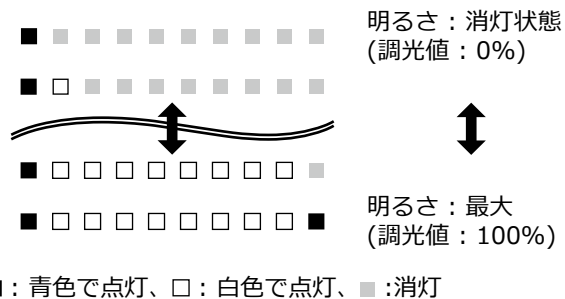 明るさ：消灯状態
(調光値：0%)
明るさ：最大
(調光値：100%)
■：青色で点灯、□：白色で点灯、■:消灯